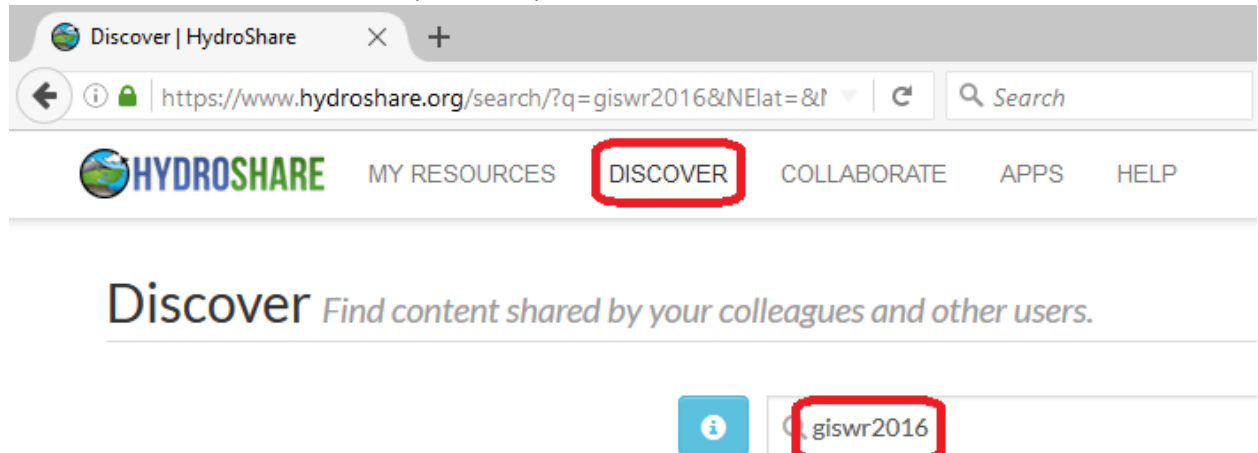 Discover | HydroShare
https://www.hydroshare.org/search/?q=giswr2016&NElat=&
Search
HYDROSHARE MY RESOURCES DISCOVER COLLABORATE APPS HELP
Discover Find content shared by your colleagues and other users.
giswr2016